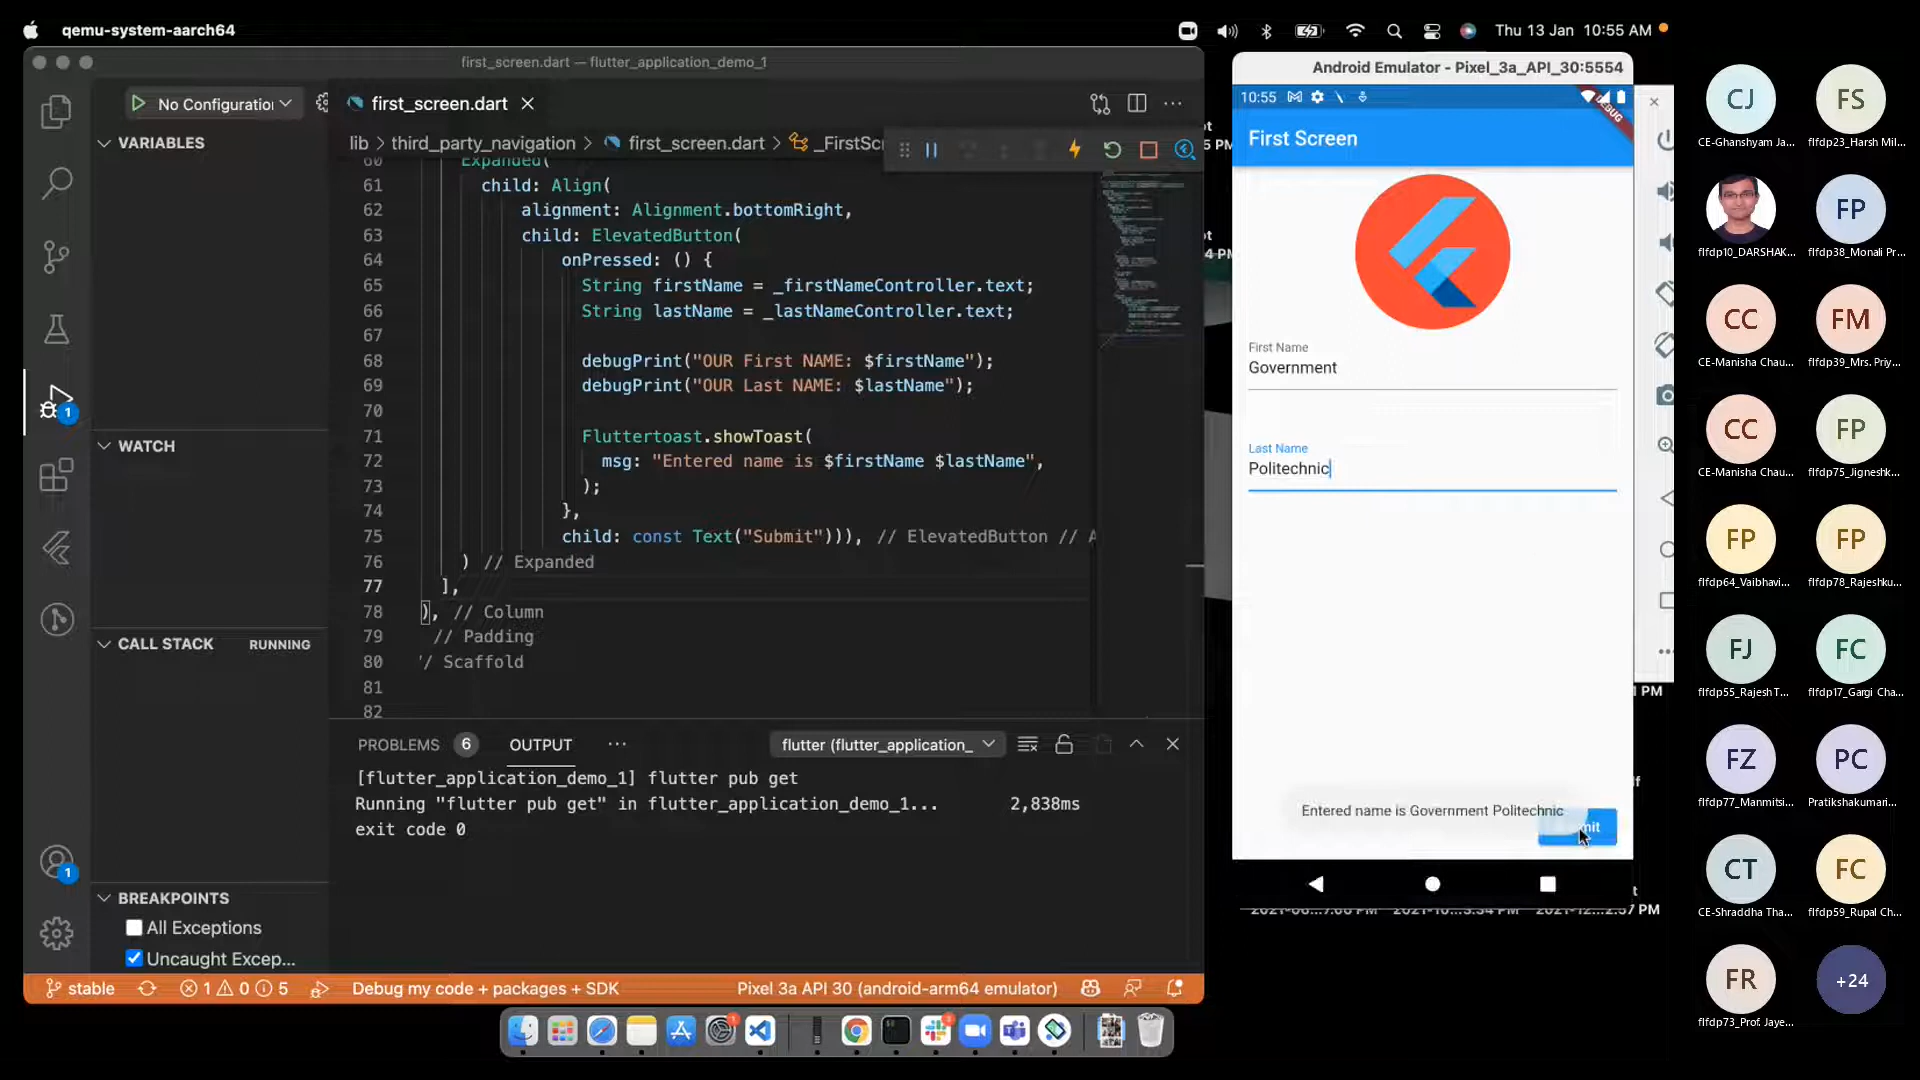 qemu-system-aarch64
Thu 13 Jan 10:55 AM
first_screen.dart — flutter_application_demo_1
No Configuration
first_screen.dart
VARIABLES
lib > third_party_navigation > first_screen.dart > _FirstScr
60 Expanded(
61 child: Align(
62 alignment: Alignment.bottomRight,
63 child: ElevatedButton(
64 onPressed: () {
65 String firstName = _firstNameController.text;
66 String lastName = _lastNameController.text;
67
68 debugPrint("OUR First NAME: $firstName");
69 debugPrint("OUR Last NAME: $lastName");
70
71 Fluttertoast.showToast(
72 msg: "Entered name is $firstName $lastName",
73 );
74 },
75 child: const Text("Submit"))), // ElevatedButton // A
76 ) // Expanded
77 ],
78 ), // Column
79 // Padding
80 // Scaffold
81
82
WATCH
CALL STACK RUNNING
BREAKPOINTS
All Exceptions
Uncaught Excep...
1
1
PROBLEMS 6 OUTPUT ...
flutter (flutter_application_
[flutter_application_demo_1] flutter pub get
Running "flutter pub get" in flutter_application_demo_1... 2,838ms
exit code 0
stable 1 0 5 Debug my code + packages + SDK Pixel 3a API 30 (android-arm64 emulator)
Android Emulator - Pixel_3a_API_30:5554
10:55
DEBUG
First Screen
First Name
Government
Last Name
Politechnic
Entered name is Government Politechnic
1 PM
CJ FS
CE-Ghanshyam Ja... flfdp23_Harsh Mil...
FP
flfdp10_DARSHAK... flfdp38_Monali Pr...
CC FM
CE-Manisha Chau... flfdp39_Mrs. Priy...
CC FP
CE-Manisha Chau... flfdp75_Jigneshk...
FP FP
flfdp64_Vaibhavi... flfdp78_Rajeshku...
FJ FC
flfdp55_Rajesh T... flfdp17_Gargi Cha...
FZ PC
flfdp77_Manmitsi... Pratikshakumari...
CT FC
CE-Shraddha Tha... flfdp59_Rupal Ch...
FR +24
flfdp73_Prof. Jaye...